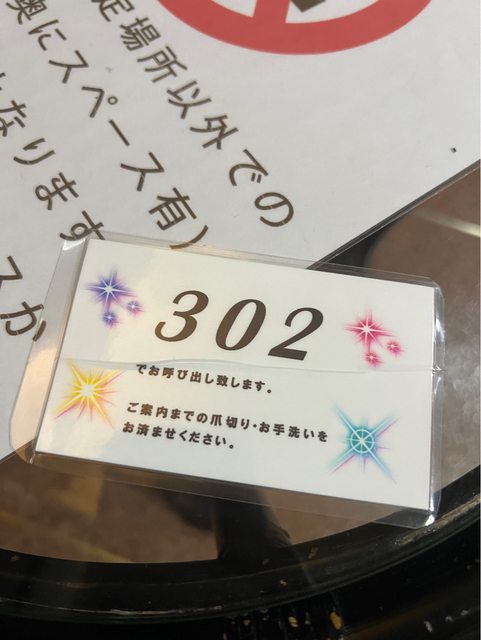 定場所以外での
奥にスペース有）
なります
スか
302
でお呼び出し致します。
ご案内までの爪切り・お手洗いを
お済ませください。